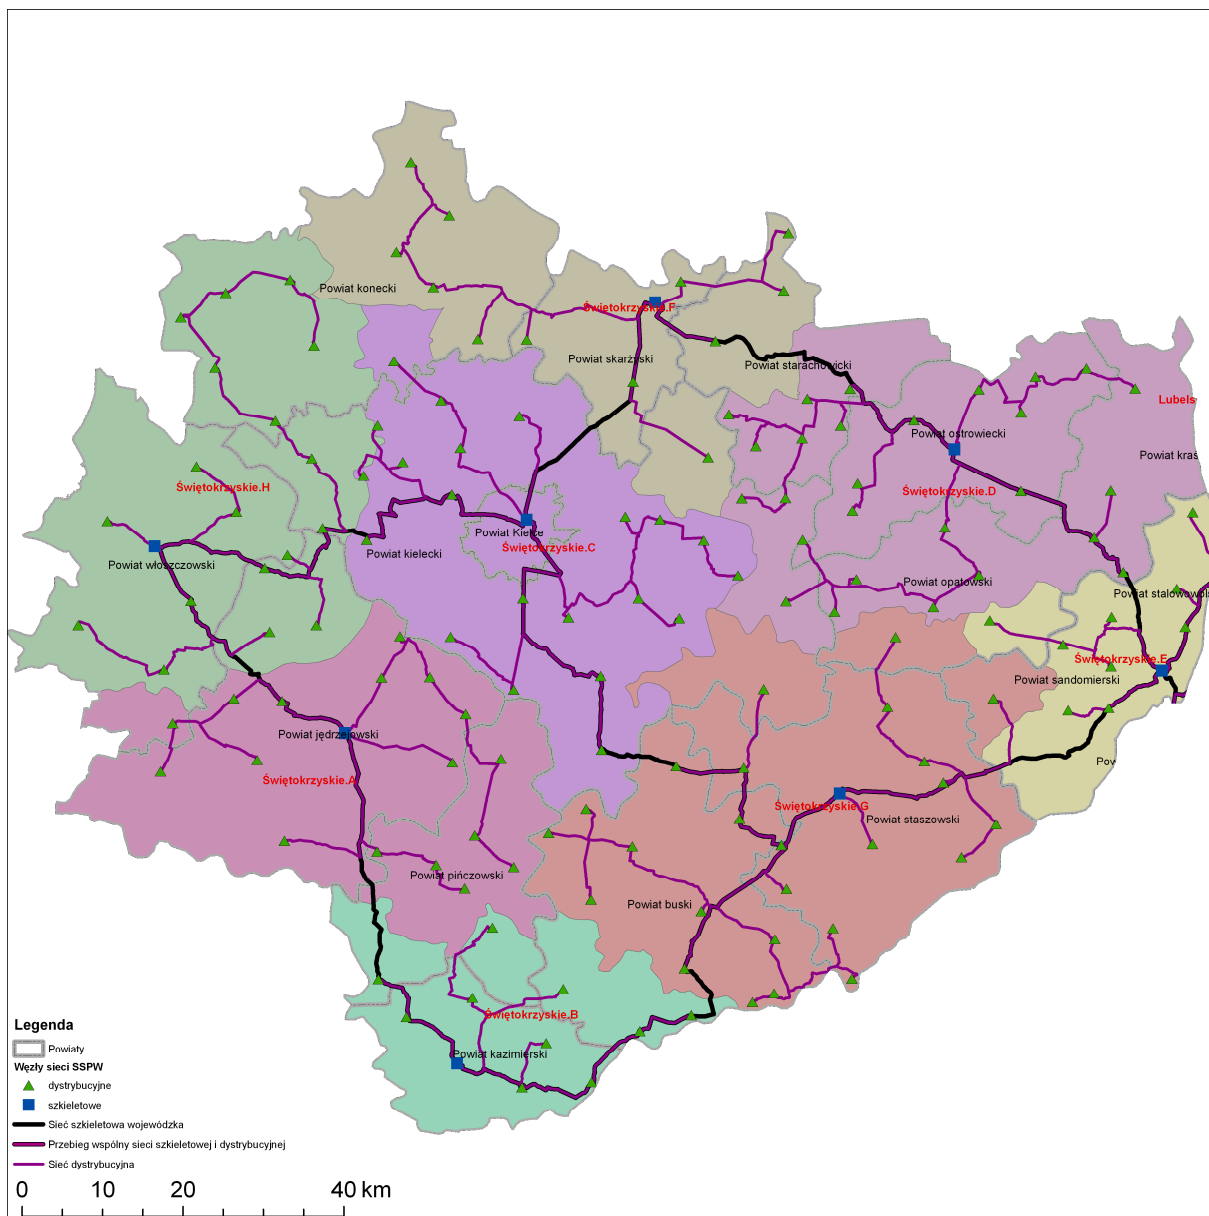 Powiat konecki
Świętokrzyskie.F
Powiat skarżyski
Powiat starachowicki
Lubels
Powiat ostrowiecki
Powiat kraś
Świętokrzyskie.H
Świętokrzyskie.D
Powiat Kielce
Świętokrzyskie.C
Powiat kielecki
Powiat włoszczowski
Powiat opatowski
Powiat stalowowols
Świętokrzyskie.E
Powiat sandomierski
Powiat jędrzejowski
Pow
Świętokrzyskie.A
Świętokrzyskie.G
Powiat staszowski
Powiat pińczowski
Powiat buski
Świętokrzyskie.B
Powiat kazimierski
Legenda
Powiaty
Węzły sieci SSPW
dystrybucyjne
szkieletowe
Sieć szkieletowa wojewódzka
Przebieg wspólny sieci szkieletowej i dystrybucyjnej
Sieć dystrybucyjna
0 10 20 40 km